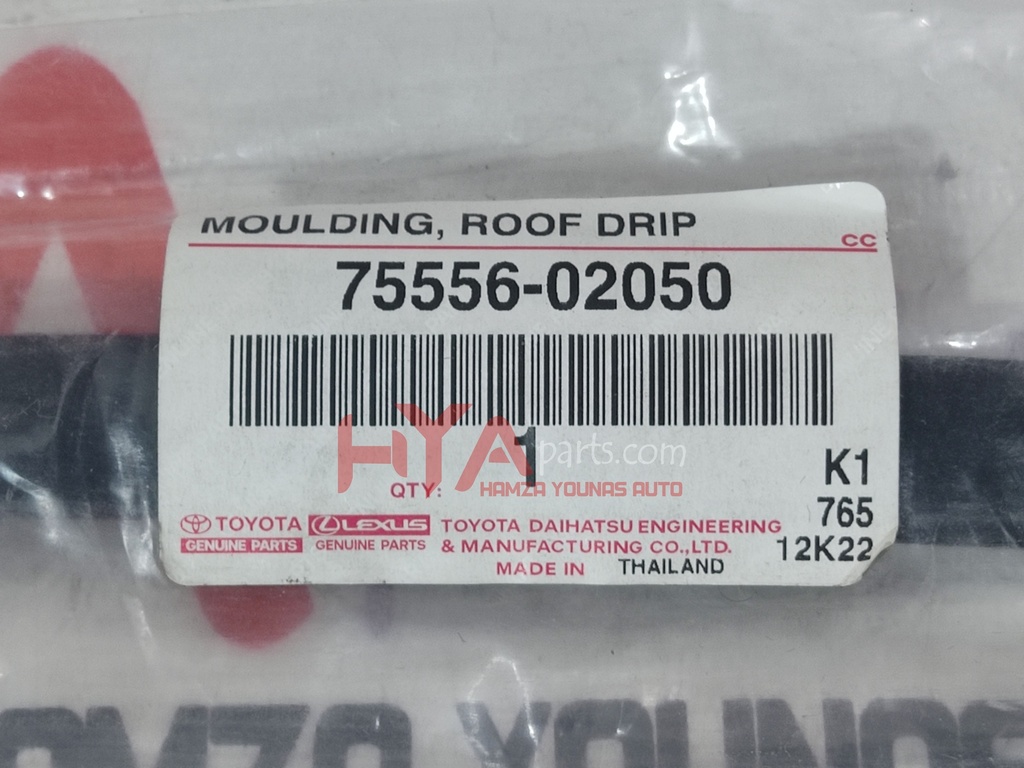 MOULDING, ROOF DRIP
CC
75556-02050
HYAparts.com
QTY: 1
HAMZA YOUNAS AUTO
K1
765
12K22
TOYOTA
GENUINE PARTS
LEXUS
GENUINE PARTS
TOYOTA DAIHATSU ENGINEERING
& MANUFACTURING CO.,LTD.
MADE IN THAILAND